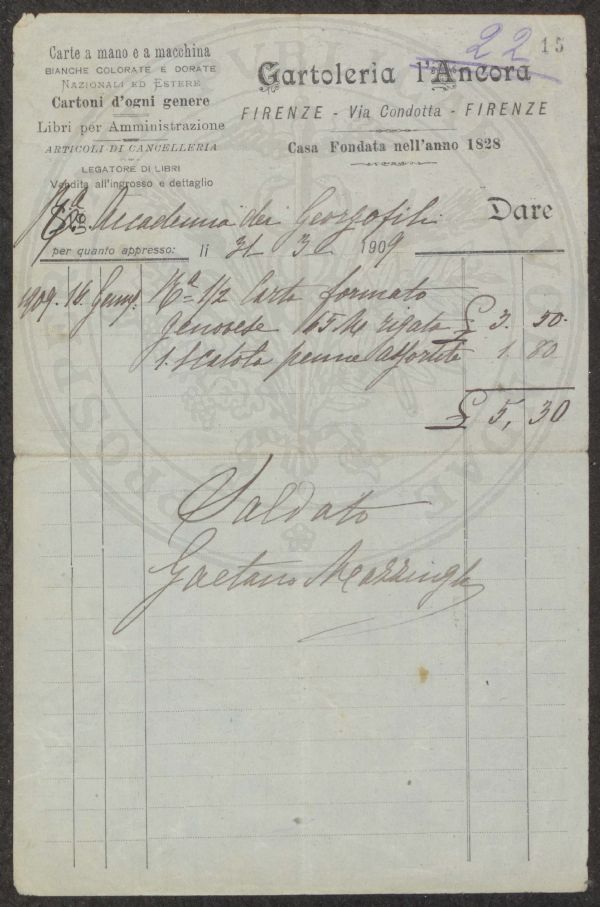 22 15
Carte a mano e a macchina
BIANCHE COLORATE E DORATE
NAZIONALI ED ESTERE
Cartoni d'ogni genere
Libri per Amministrazione
ARTICOLI DI CANCELLERIA
LEGATORE DI LIBRI
Vendita all'ingrosso e dettaglio
Cartoleria l'Ancora
FIRENZE - Via Condotta - FIRENZE
Casa Fondata nell'anno 1828
Accademia dei Georgofili Dare
per quanto appresso: li 31 3 1909
1909. 16. Genn. 1/2 Carta formato
genovese rigata £ 3. 50.
1. Scatola penne assortite 1. 80
£ 5, 30
Saldato
Gaetano Mazzinghi